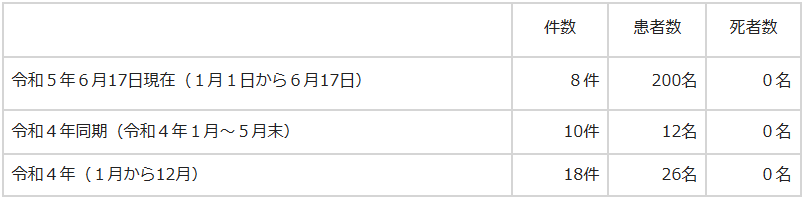 件数 患者数 死者数
令和５年６月17日現在（１月１日から６月17日） ８件 200名 ０名
令和４年同期（令和４年１月～５月末） 10件 12名 ０名
令和４年（１月から12月） 18件 26名 ０名